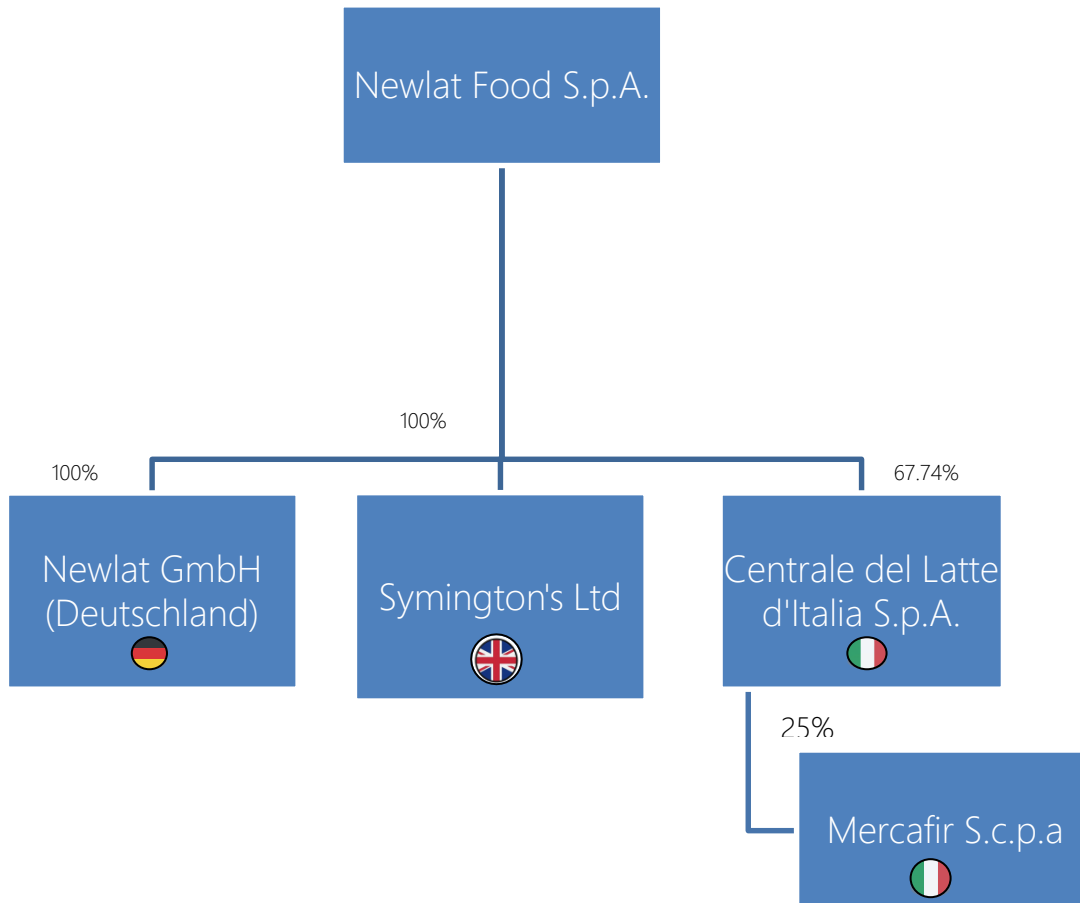 Newlat Food S.p.A.
100%
100%
67.74%
Newlat GmbH
(Deutschland)
Symington's Ltd
Centrale del Latte
d'Italia S.p.A.
25%
Mercafir S.c.p.a